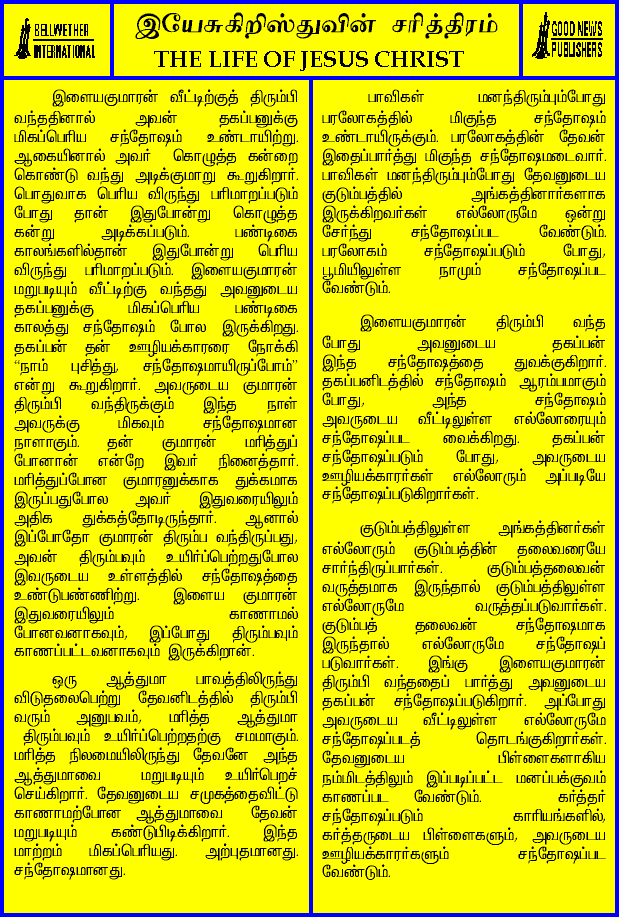 BELLWETHER
INTERNATIONAL
இயேசுகிறிஸ்துவின் சரித்திரம்
THE LIFE OF JESUS CHRIST
GOOD NEWS
PUBLISHERS
இளையகுமாரன் வீட்டிற்குத் திரும்பி
வந்ததினால் அவன் தகப்பனுக்கு
மிகப்பெரிய சந்தோஷம் உண்டாயிற்று.
ஆகையினால் அவர் கொழுத்த கன்றை
கொண்டு வந்து அடிக்குமாறு கூறுகிறார்.
பொதுவாக பெரிய விருந்து பரிமாறப்படும்
போது தான் இதுபோன்று கொழுத்த
கன்று அடிக்கப்படும். பண்டிகை
காலங்களில்தான் இதுபோன்று பெரிய
விருந்து பரிமாறப்படும். இளையகுமாரன்
மறுபடியும் வீட்டிற்கு வந்தது அவனுடைய
தகப்பனுக்கு மிகப்பெரிய பண்டிகை
காலத்து சந்தோஷம் போல இருக்கிறது.
தகப்பன் தன் ஊழியக்காரரை நோக்கி
“நாம் புசித்து, சந்தோஷமாயிருப்போம்”
என்று கூறுகிறார். அவருடைய குமாரன்
திரும்பி வந்திருக்கும் இந்த நாள்
அவருக்கு மிகவும் சந்தோஷமான
நாளாகும். தன் குமாரன் மரித்துப்
போனான் என்றே இவர் நினைத்தார்.
மரித்துப்போன குமாரனுக்காக துக்கமாக
இருப்பதுபோல அவர் இதுவரையிலும்
அதிக துக்கத்தோடிருந்தார். ஆனால்
இப்போதோ குமாரன் திரும்ப வந்திருப்பது,
அவன் திரும்பவும் உயிர்ப்பெற்றதுபோல
இவருடைய உள்ளத்தில் சந்தோஷத்தை
உண்டுபண்ணிற்று. இளைய குமாரன்
இதுவரையிலும் காணாமல்
போனவனாகவும், இப்போது திரும்பவும்
காணப்பட்டவனாகவும் இருக்கிறான்.
ஒரு ஆத்துமா பாவத்திலிருந்து
விடுதலைபெற்று தேவனிடத்தில் திரும்பி
வரும் அனுபவம், மரித்த ஆத்துமா
திரும்பவும் உயிர்ப்பெற்றதற்கு சமமாகும்.
மரித்த நிலமையிலிருந்து தேவனே அந்த
ஆத்துமாவை மறுபடியும் உயிர்பெறச்
செய்கிறார். தேவனுடைய சமுகத்தைவிட்டு
காணாமற்போன ஆத்துமாவை தேவன்
மறுபடியும் கண்டுபிடிக்கிறார். இந்த
மாற்றம் மிகப்பெரியது. அற்புதமானது.
சந்தோஷமானது.
பாவிகள் மனந்திரும்பும்போது
பரலோகத்தில் மிகுந்த சந்தோஷம்
உண்டாயிருக்கும். பரலோகத்தின் தேவன்
இதைப்பார்த்து மிகுந்த சந்தோஷமடைவார்.
பாவிகள் மனந்திரும்பும்போது தேவனுடைய
குடும்பத்தில் அங்கத்தினார்களாக
இருக்கிறவர்கள் எல்லோருமே ஒன்று
சேர்ந்து சந்தோஷப்பட வேண்டும்.
பரலோகம் சந்தோஷப்படும் போது,
பூமியிலுள்ள நாமும் சந்தோஷப்பட
வேண்டும்.
இளையகுமாரன் திரும்பி வந்த
போது அவனுடைய தகப்பன்
இந்த சந்தோஷத்தை துவக்குகிறார்.
தகப்பனிடத்தில் சந்தோஷம் ஆரம்பமாகும்
போது, அந்த சந்தோஷம்
அவருடைய வீட்டிலுள்ள எல்லோரையும்
சந்தோஷப்பட வைக்கிறது. தகப்பன்
சந்தோஷப்படும் போது, அவருடைய
ஊழியக்காரர்கள் எல்லோரும் அப்படியே
சந்தோஷப்படுகிறார்கள்.
குடும்பத்திலுள்ள அங்கத்தினர்கள்
எல்லோரும் குடும்பத்தின் தலைவரையே
சார்ந்திருப்பார்கள். குடும்பத்தலைவன்
வருத்தமாக இருந்தால் குடும்பத்திலுள்ள
எல்லோருமே வருத்தப்படுவார்கள்.
குடும்பத் தலைவன் சந்தோஷமாக
இருந்தால் எல்லோருமே சந்தோஷப்
படுவார்கள். இங்கு இளையகுமாரன்
திரும்பி வந்ததைப் பார்த்து அவனுடைய
தகப்பன் சந்தோஷப்படுகிறார். அப்போது
அவருடைய வீட்டிலுள்ள எல்லோருமே
சந்தோஷப்படத் தொடங்குகிறார்கள்.
தேவனுடைய பிள்ளைகளாகிய
நம்மிடத்திலும் இப்படிப்பட்ட மனப்பக்குவம்
காணப்பட வேண்டும். கர்த்தர்
சந்தோஷப்படும் காரியங்களில்,
கர்த்தருடைய பிள்ளைகளும், அவருடைய
ஊழியக்காரர்களும் சந்தோஷப்பட
வேண்டும்.